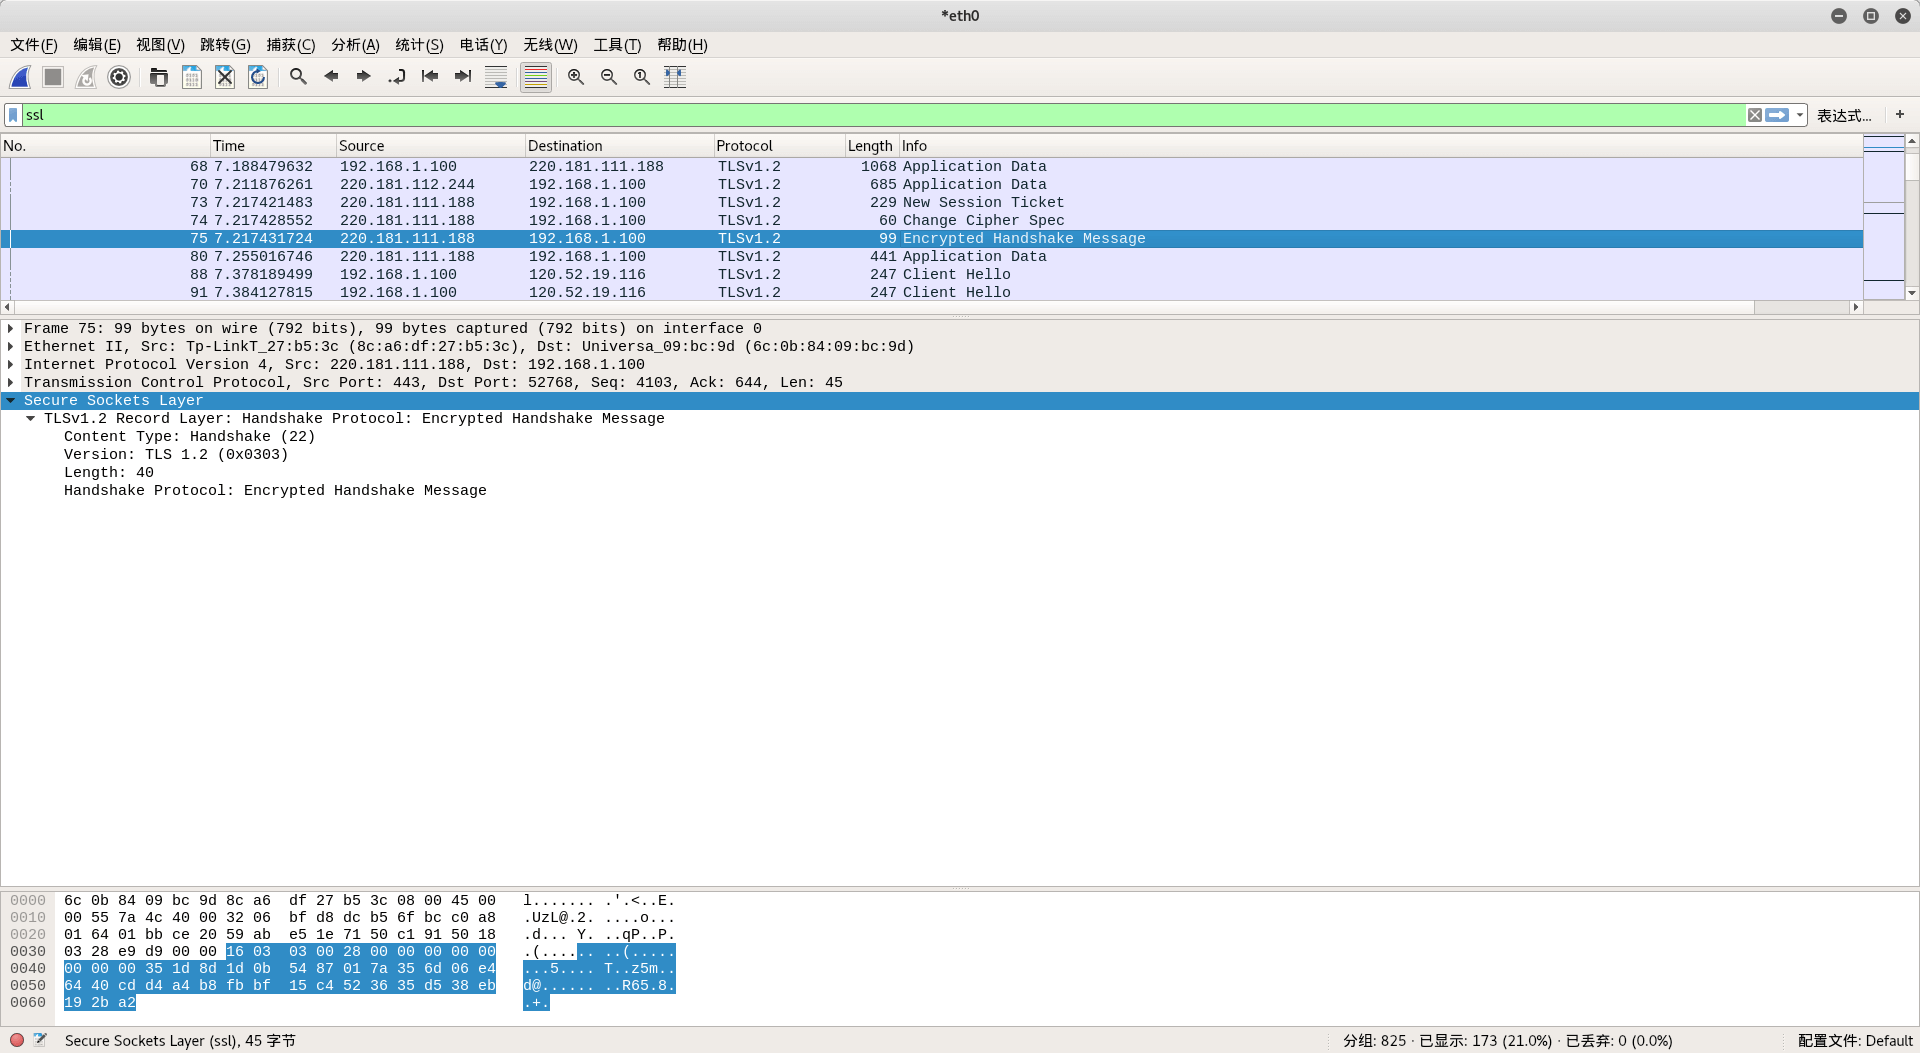 *eth0
文件(F) 编辑(E) 视图(V) 跳转(G) 捕获(C) 分析(A) 统计(S) 电话(Y) 无线(W) 工具(T) 帮助(H)
ssl 表达式… +
No. Time Source Destination Protocol Length Info
68 7.188479632 192.168.1.100 220.181.111.188 TLSv1.2 1068 Application Data
70 7.211876261 220.181.112.244 192.168.1.100 TLSv1.2 685 Application Data
73 7.217421483 220.181.111.188 192.168.1.100 TLSv1.2 229 New Session Ticket
74 7.217428552 220.181.111.188 192.168.1.100 TLSv1.2 60 Change Cipher Spec
75 7.217431724 220.181.111.188 192.168.1.100 TLSv1.2 99 Encrypted Handshake Message
80 7.255016746 220.181.111.188 192.168.1.100 TLSv1.2 441 Application Data
88 7.378189499 192.168.1.100 120.52.19.116 TLSv1.2 247 Client Hello
91 7.384127815 192.168.1.100 120.52.19.116 TLSv1.2 247 Client Hello
Frame 75: 99 bytes on wire (792 bits), 99 bytes captured (792 bits) on interface 0
Ethernet II, Src: Tp-LinkT_27:b5:3c (8c:a6:df:27:b5:3c), Dst: Universa_09:bc:9d (6c:0b:84:09:bc:9d)
Internet Protocol Version 4, Src: 220.181.111.188, Dst: 192.168.1.100
Transmission Control Protocol, Src Port: 443, Dst Port: 52768, Seq: 4103, Ack: 644, Len: 45
Secure Sockets Layer
TLSv1.2 Record Layer: Handshake Protocol: Encrypted Handshake Message
Content Type: Handshake (22)
Version: TLS 1.2 (0x0303)
Length: 40
Handshake Protocol: Encrypted Handshake Message
0000 6c 0b 84 09 bc 9d 8c a6 df 27 b5 3c 08 00 45 00 l....... .'.<..E.
0010 00 55 7a 4c 40 00 32 06 bf d8 dc b5 6f bc c0 a8 .UzL@.2. ....o...
0020 01 64 01 bb ce 20 59 ab e5 1e 71 50 c1 91 50 18 .d... Y. ..qP..P.
0030 03 28 e9 d9 00 00 16 03 03 00 28 00 00 00 00 00 .(...... ..(.....
0040 00 00 00 35 1d 8d 1d 0b 54 87 01 7a 35 6d 06 e4 ...5.... T..z5m..
0050 64 40 cd d4 a4 b8 fb bf 15 c4 52 36 35 d5 38 eb d@...... ..R65.8.
0060 19 2b a2 .+.
Secure Sockets Layer (ssl), 45 字节 分组: 825 · 已显示: 173 (21.0%) · 已丢弃: 0 (0.0%) 配置文件: Default